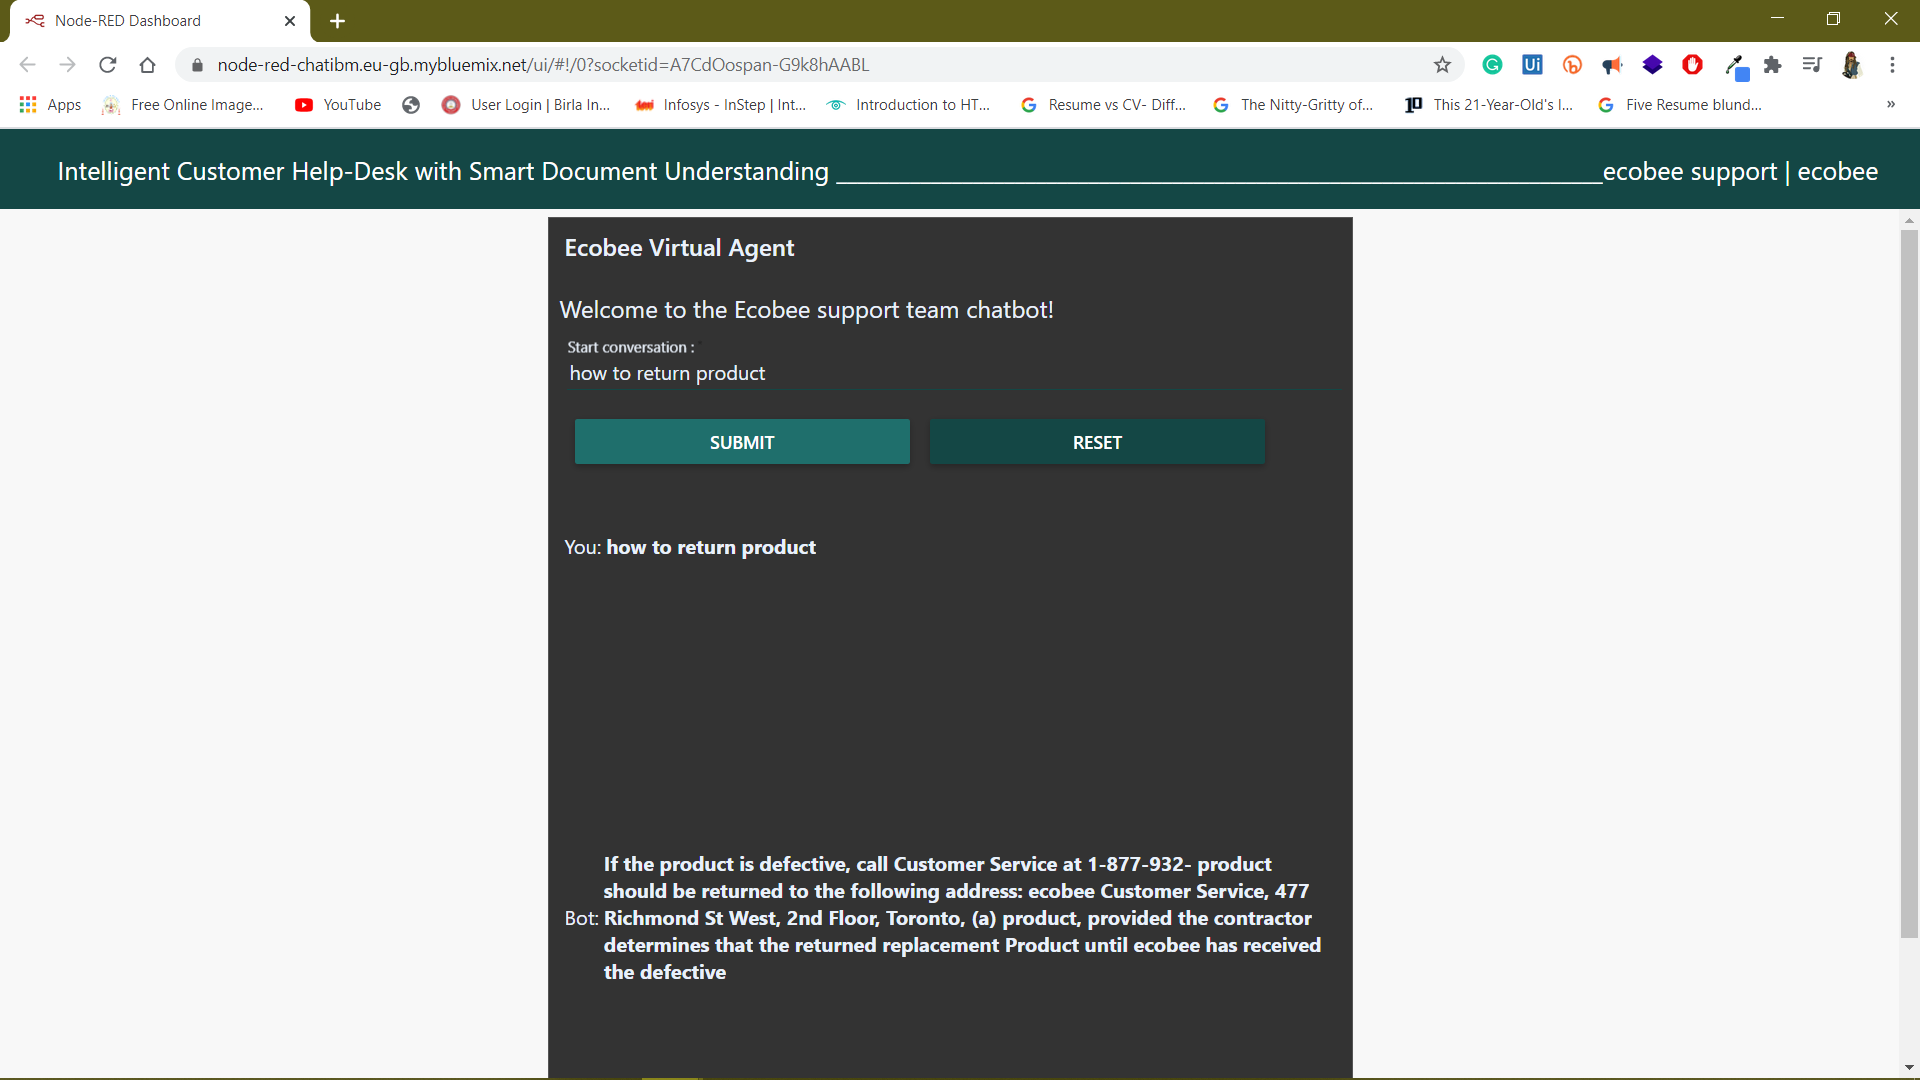 Node-RED Dashboard
node-red-chatibm.eu-gb.mybluemix.net/ui/#!/0?socketid=A7CdOospan-G9k8hAABL
Apps Free Online Image... YouTube User Login | Birla In... Infosys - InStep | Int... Introduction to HT... Resume vs CV- Diff... The Nitty-Gritty of... This 21-Year-Old's I... Five Resume blund... »
Intelligent Customer Help-Desk with Smart Document Understanding ____ecobee support | ecobee
Ecobee Virtual Agent
Welcome to the Ecobee support team chatbot!
Start conversation :
how to return product
SUBMIT RESET
You: how to return product
If the product is defective, call Customer Service at 1-877-932- product
should be returned to the following address: ecobee Customer Service, 477
Bot: Richmond St West, 2nd Floor, Toronto, (a) product, provided the contractor
determines that the returned replacement Product until ecobee has received
the defective